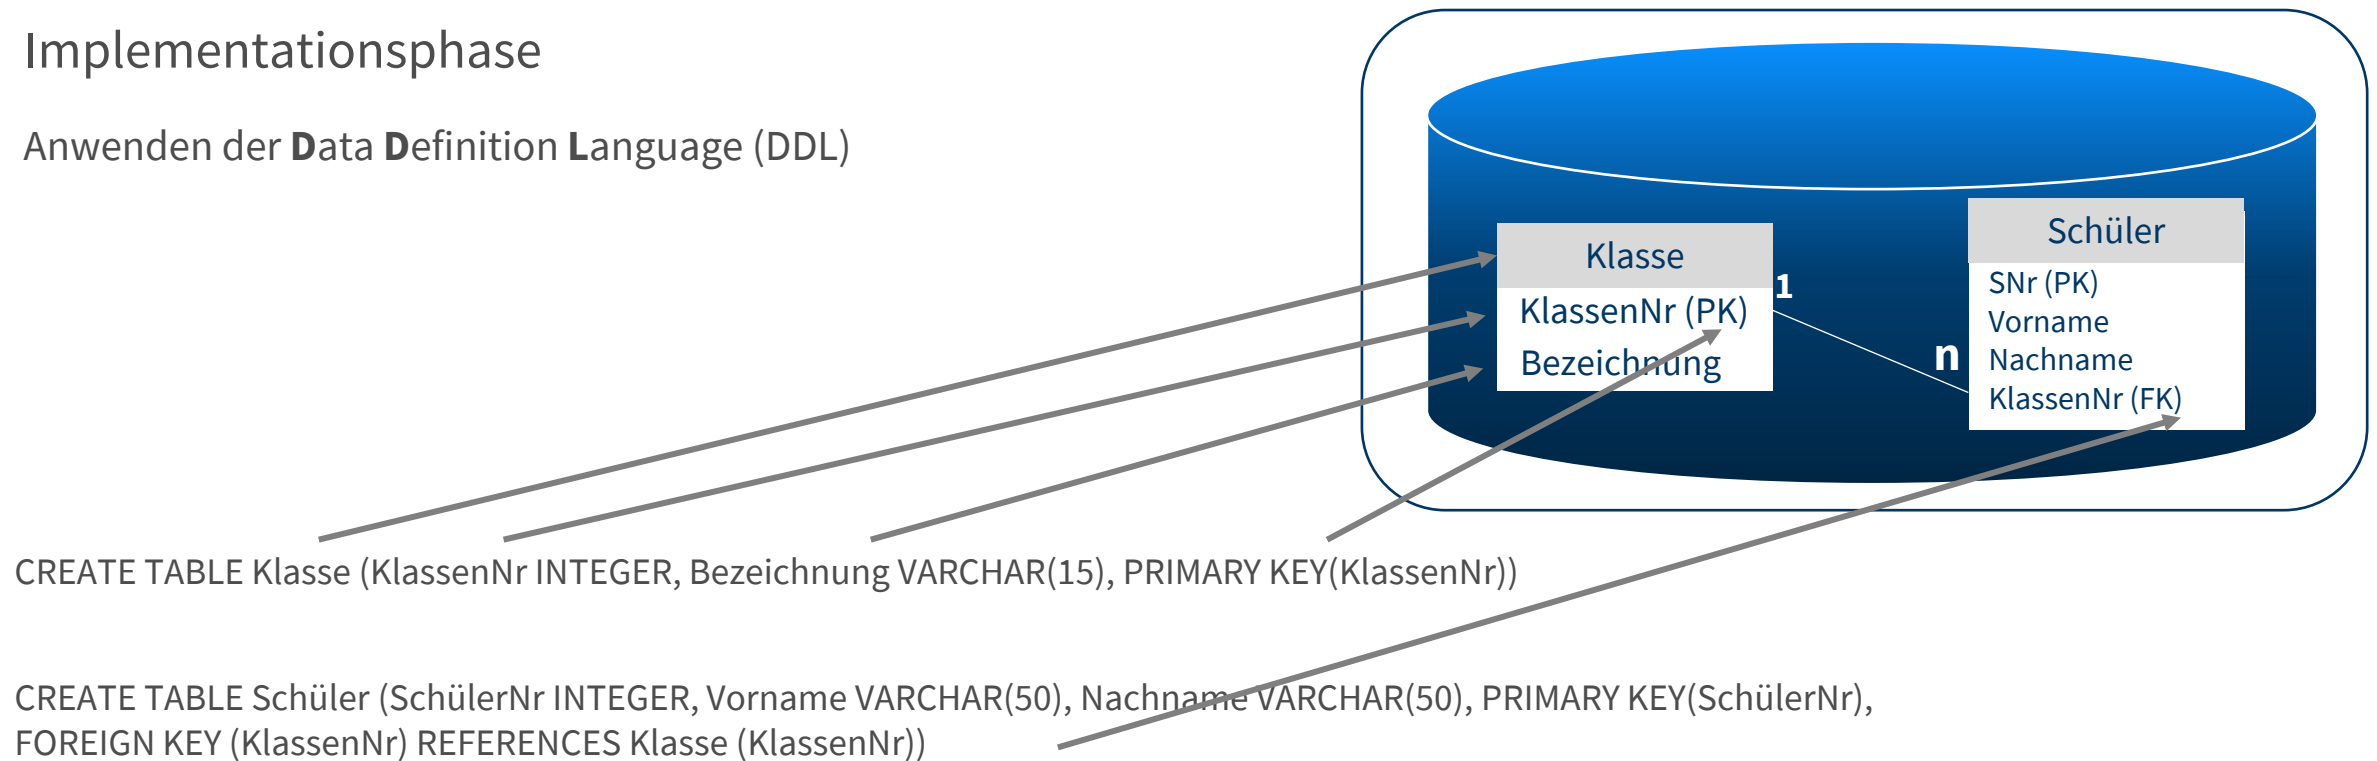 Implementationsphase
Anwenden der Data Definition Language (DDL)
Klasse
KlassenNr (PK)
Bezeichnung
1
n
Schüler
SNr (PK)
Vorname
Nachname
KlassenNr (FK)
CREATE TABLE Klasse (KlassenNr INTEGER, Bezeichnung VARCHAR(15), PRIMARY KEY(KlassenNr))
CREATE TABLE Schüler (SchülerNr INTEGER, Vorname VARCHAR(50), Nachname VARCHAR(50), PRIMARY KEY(SchülerNr),
FOREIGN KEY (KlassenNr) REFERENCES Klasse (KlassenNr))